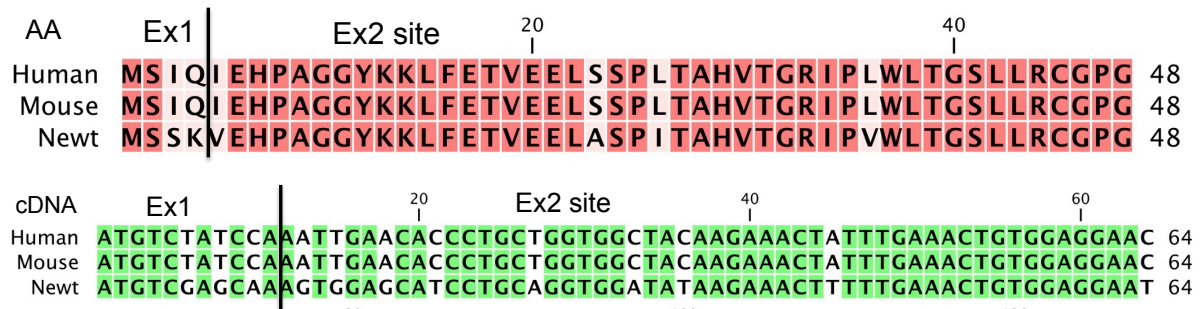 AA Ex1 Ex2 site 20 40
Human MSIQIEHPAGGYKKLFETVEELSSPLTAHVTGRIPLWLTGSLLRCGPG 48
Mouse MSIQIEHPAGGYKKLFETVEELSSPLTAHVTGRIPLWLTGSLLRCGPG 48
Newt MSSKVEHPAGGYKKLFETVEELASPITAHVTGRIPVWLTGSLLRCGPG 48
cDNA Ex1 20 Ex2 site 40 60
Human ATGTCTATCCAAATTGAACACCCTGCTGGTGGCTACAAGAAACTATTTGAAACTGTGGAGGAAC 64
Mouse ATGTCTATCCAAATTGAACACCCTGCTGGTGGCTACAAGAAACTATTTGAAACTGTGGAGGAAC 64
Newt ATGTCGAGCAAAGTGGAGCATCCTGCAGGTGGATATAAGAAACTTTTTGAAACTGTGGAGGAAT 64